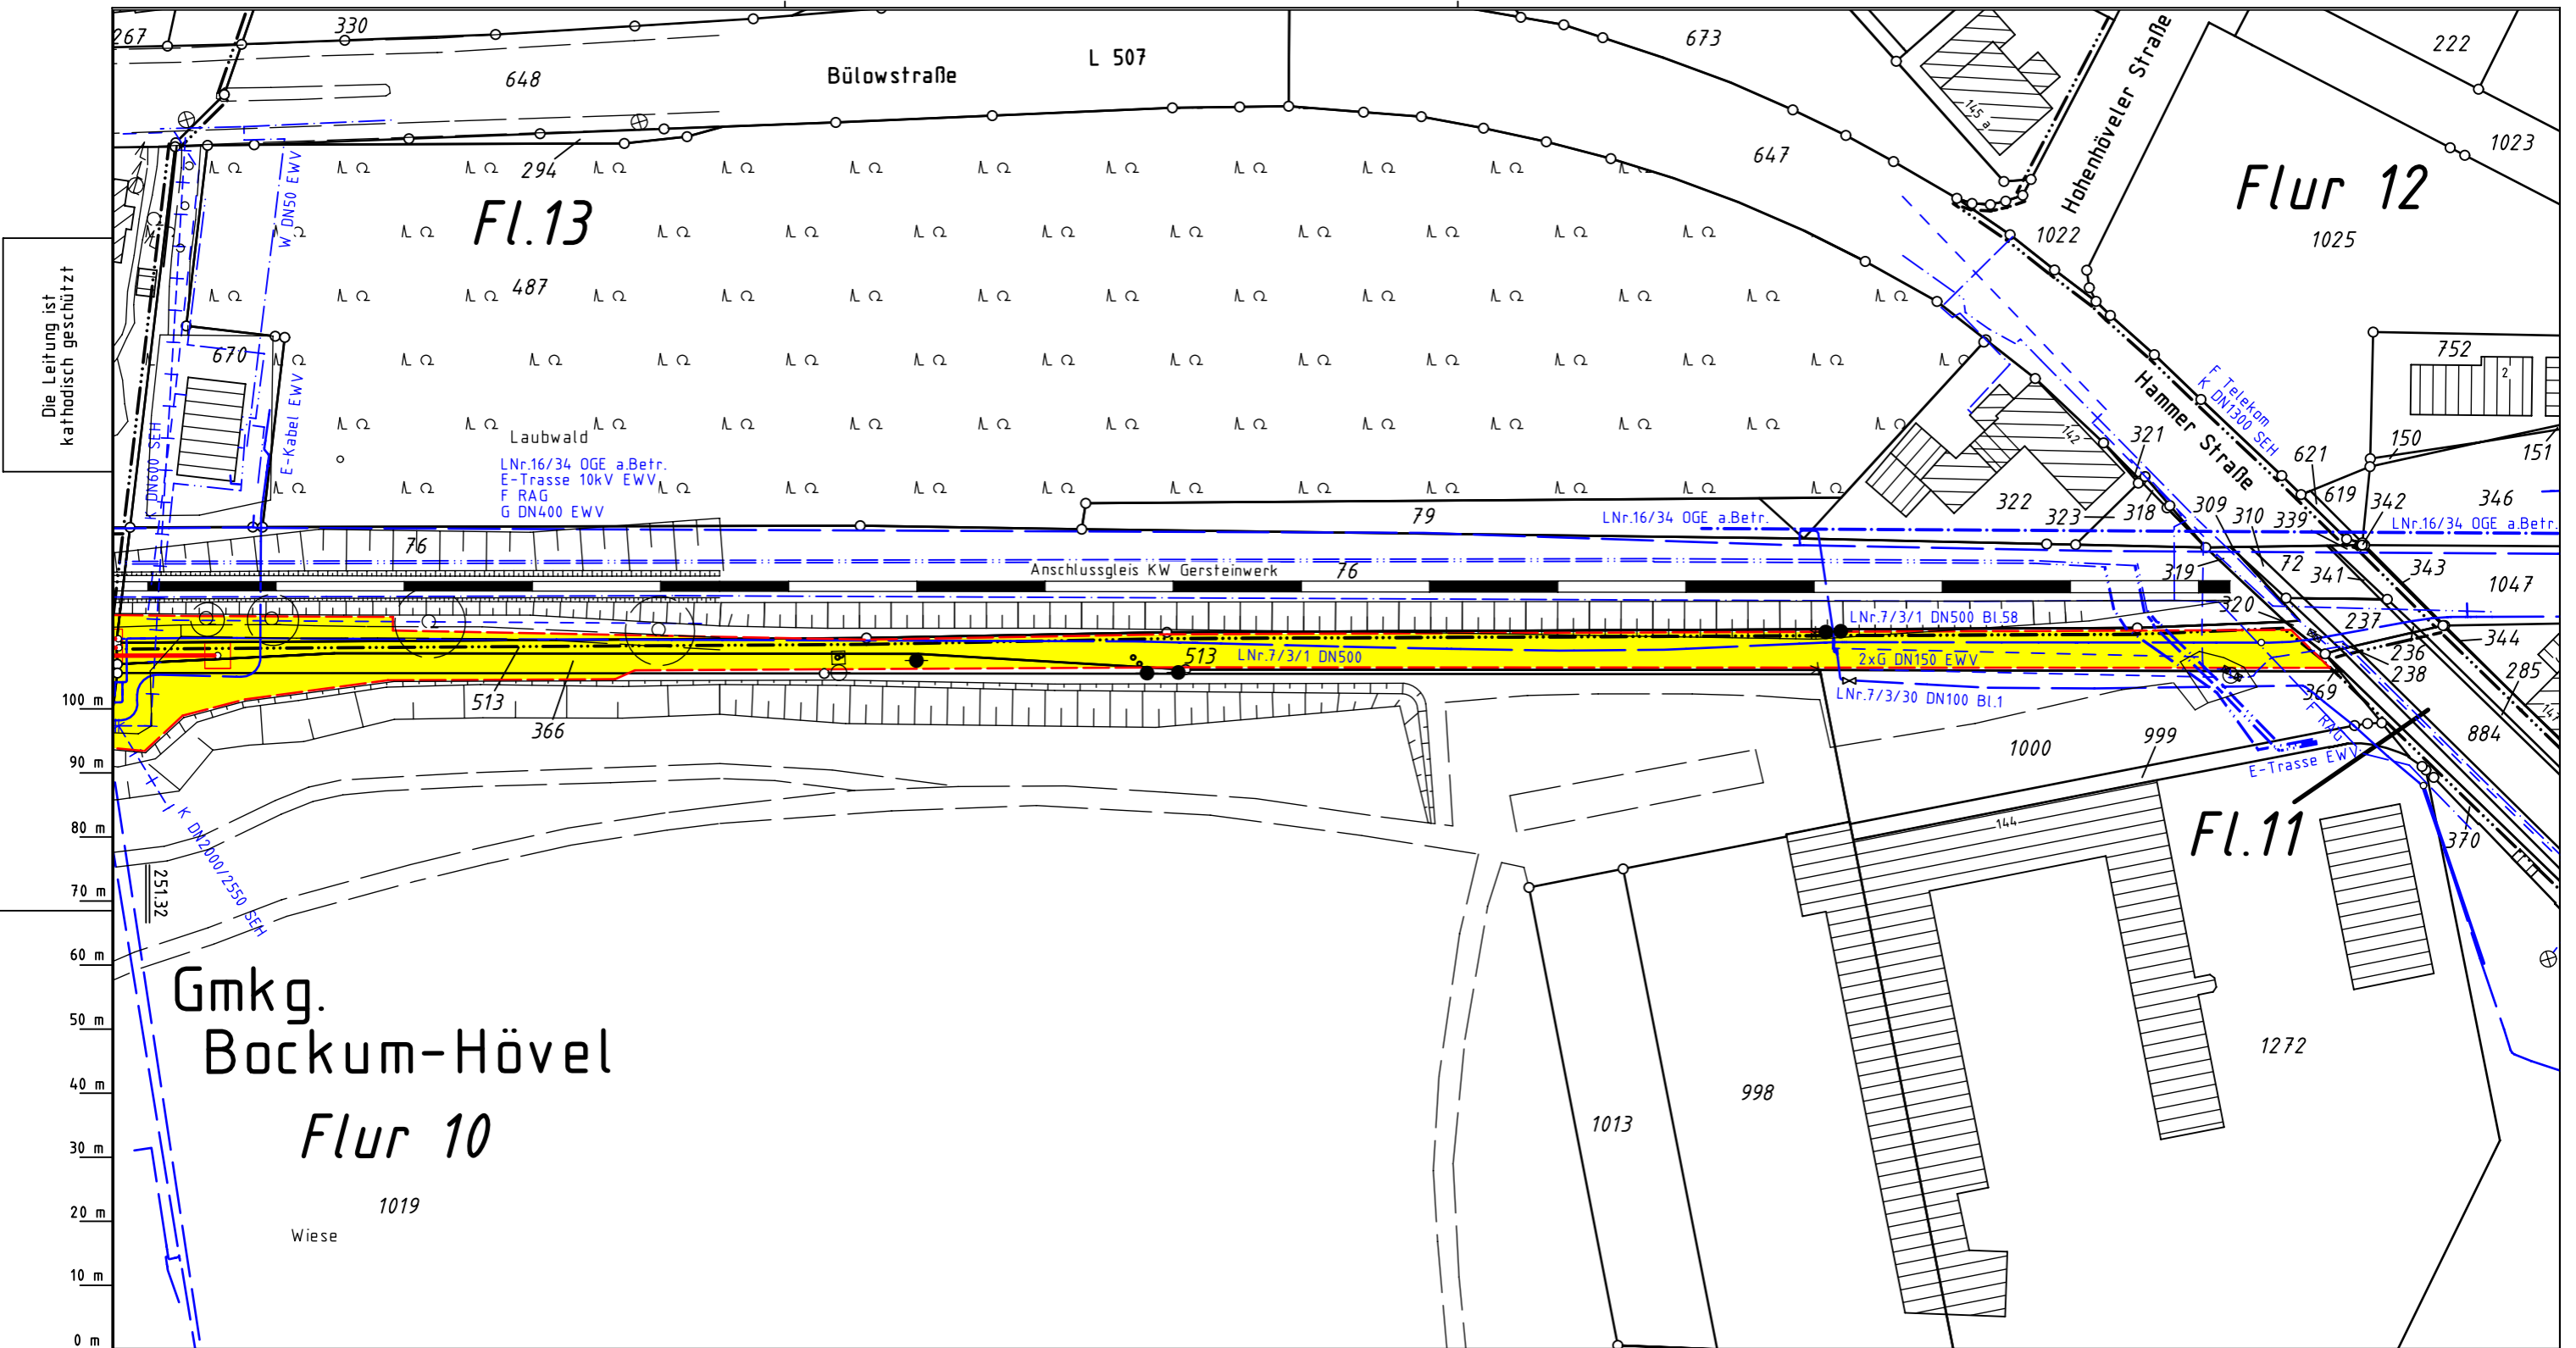 267
330
648
Bülowstraße
L 507
673
222
145 a
Hohenhöveler Straße
1023
647
294
Fl.13
Flur 12
W DN50 EWV
1022
1025
487
Die Leitung ist
kathodisch geschützt
670
E-Kabel EWV
K DN600 SEH
752
2
F Telekom
K DN1300 SEH
Hammer Straße
142
321
150
151
621
Laubwald
LNr.16/34 OGE a.Betr.
E-Trasse 10kV EWV
F RAG
G DN400 EWV
322
323
318
309
310
339
619
342
346
79
LNr.16/34 OGE a.Betr.
LNr.16/34 OGE a.Betr.
76
Anschlussgleis KW Gersteinwerk
76
319
72
341
343
1047
320
LNr.7/3/1 DN500 Bl.58
237
344
513
LNr.7/3/1 DN500
2xG DN150 EWV
236
238
285
LNr.7/3/30 DN100 Bl.1
369
513
366
F RAG
E-Trasse EWV
1000
999
884
147
100 m
90 m
80 m
70 m
60 m
50 m
40 m
30 m
20 m
10 m
0 m
K DN2000/2550 SEH
251.32
144
Fl.11
370
Gmkg.
Bockum-Hövel
Flur 10
1019
Wiese
1013
998
1272